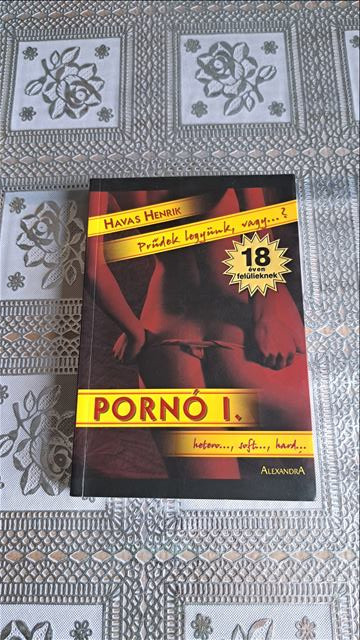 HAVAS HENRIK
Prűdek legyünk, vagy...?
18
éven
felülieknek
PORNÓ I.
hetero..., soft..., hard...
ALEXANDRA